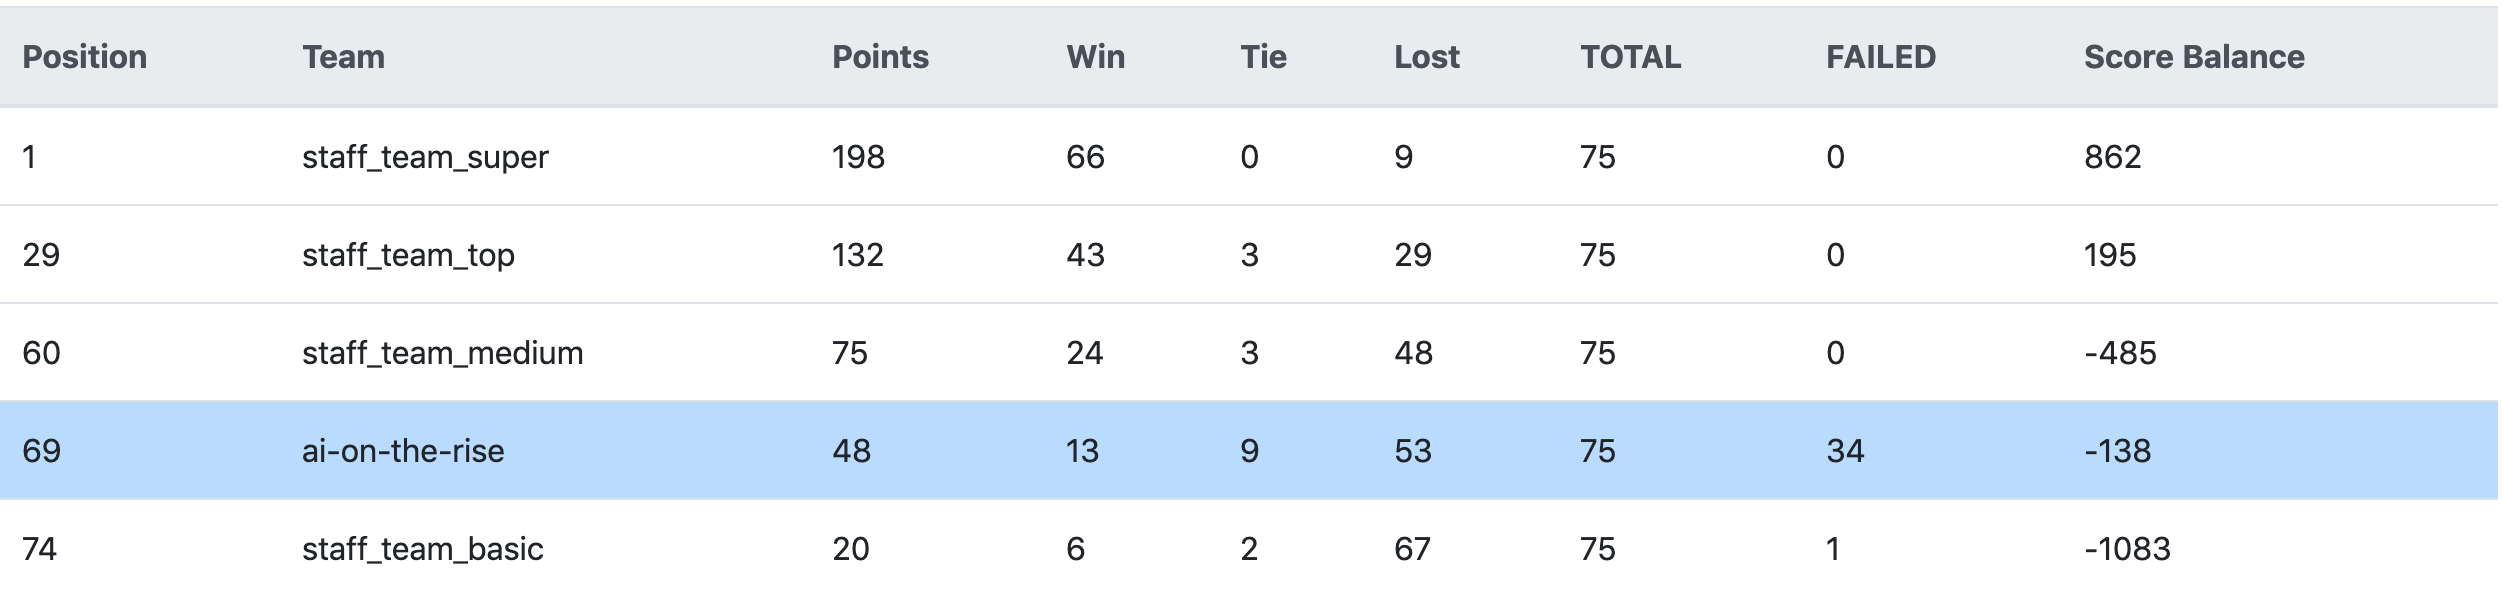 Position Team Points Win Tie Lost TOTAL FAILED Score Balance
1 staff_team_super 198 66 0 9 75 0 862
29 staff_team_top 132 43 3 29 75 0 195
60 staff_team_medium 75 24 3 48 75 0 -485
69 ai-on-the-rise 48 13 9 53 75 34 -138
74 staff_team_basic 20 6 2 67 75 1 -1083